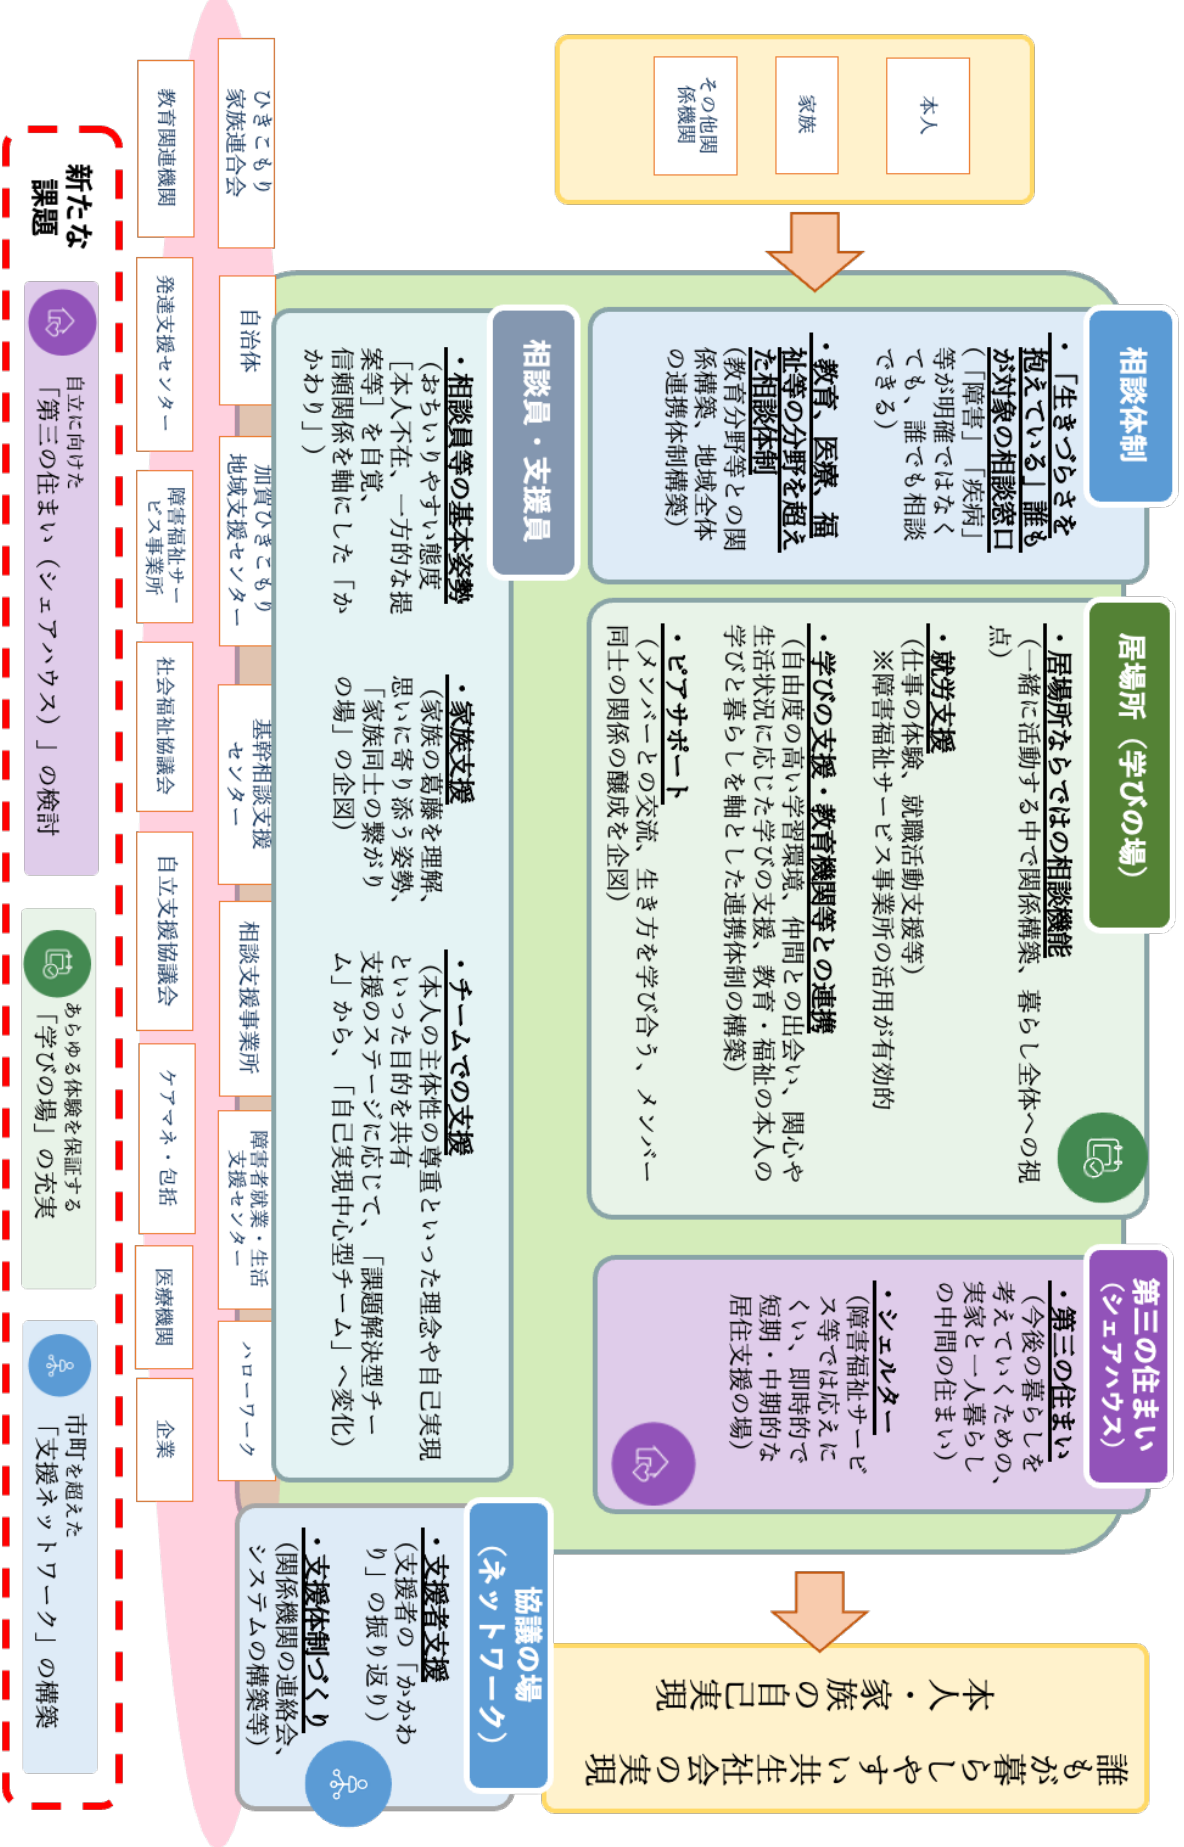 本人
家族
その他関
係機関
相談体制
・「生きづらさを
抱えている」誰も
が対象の相談窓口
（「障害」「疾病」
等が明確ではなく
ても、誰でも相談
できる）
・教育、医療、福
祉等の分野を超え
た相談体制
（教育分野等との関
係構築、地域全体
の連携体制構築）
居場所（学びの場）
・居場所ならではの相談機能
（一緒に活動する中で関係構築、暮らし全体への視
点）
・就労支援
（仕事の体験、就職活動支援等）
※障害福祉サービス事業所の活用が有効的
・学びの支援・教育機関等との連携
（自由度の高い学習環境、仲間との出会い、関心や
生活状況に応じた学びの支援、教育・福祉の本人の
学びと暮らしを軸とした連携体制の構築）
・ピアサポート
（メンバーとの交流、生き方を学び合う、メンバー
同士の関係の醸成を企図）
第三の住まい
（シェアハウス）
・第三の住まい
（今後の暮らしを
考えていくための、
実家と一人暮らし
の中間の住まい）
・シェルター
（障害福祉サービ
ス等では応えに
くい、即時的で
短期・中期的な
居住支援の場）
相談員・支援員
・相談員等の基本姿勢
（おちいりやすい態度
［本人不在、一方的な提
案等］を自覚、
信頼関係を軸にした「か
かわり」）
・家族支援
（家族の葛藤を理解、
思いに寄り添う姿勢、
「家族同士の繋がり
の場」の企図）
・チームでの支援
（本人の主体性の尊重といった理念や自己実現
といった目的を共有
支援のステージに応じて、「課題解決型チー
ム」から、「自己実現中心型チーム」へ変化）
協議の場
（ネットワーク）
・支援者支援
（支援者の「かかわ
り」の振り返り）
・支援体制づくり
（関係機関の連絡会、
システムの構築等）
本人・家族の自己実現
誰もが暮らしやすい共生社会の実現
ひきこもり
家族連合会
自治体
加賀ひきこもり
地域支援センター
基幹相談支援
センター
相談支援事業所
障害者就業・生活
支援センター
ハローワーク
教育関連機関
発達支援センター
障害福祉サー
ビス事業所
社会福祉協議会
自立支援協議会
ケアマネ・包括
医療機関
企業
新たな
課題
自立に向けた
「第三の住まい（シェアハウス）」の検討
あらゆる体験を保証する
「学びの場」の充実
市町を超えた
「支援ネットワーク」の構築